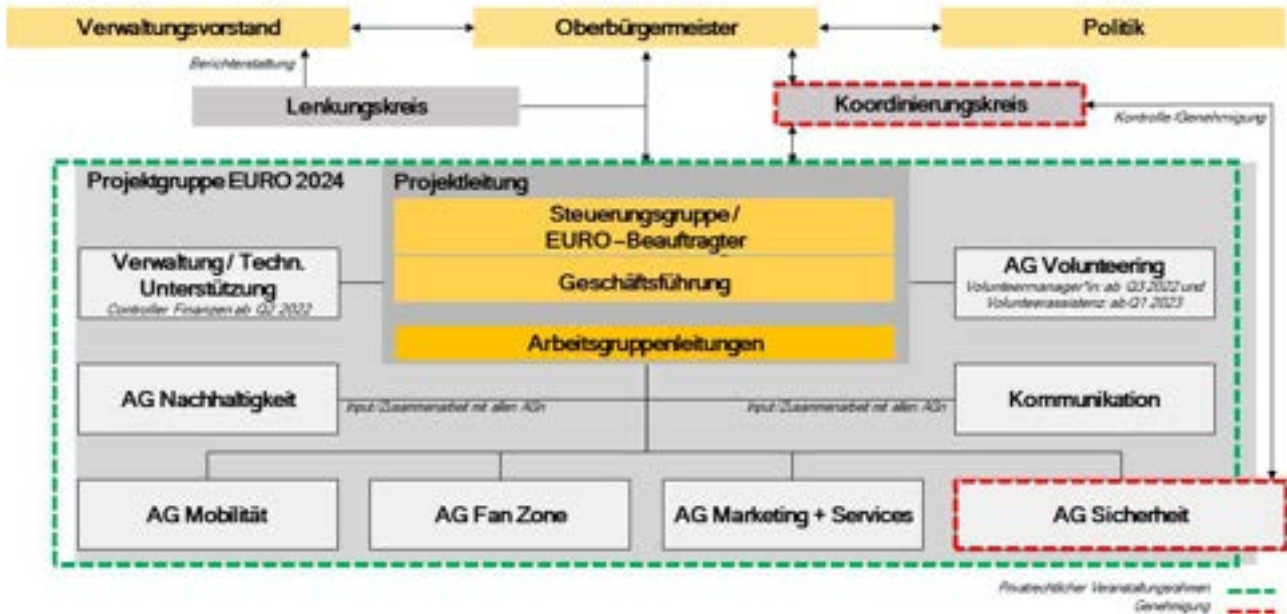 Verwaltungsvorstand
Oberbürgermeister
Politik
Berichterstattung
Lenkungskreis
Koordinierungskreis
Kontrolle/Genehmigung
Projektgruppe EURO 2024
Projektleitung
Steuerungsgruppe /
EURO–Beauftragter
Geschäftsführung
Arbeitsgruppenleitungen
Verwaltung / Techn.
Unterstützung
Controller Finanzen ab Q2 2022
AG Volunteering
Volunteermanager*in: ab Q3 2022 und
Volunteerassistenz: ab Q1 2023
AG Nachhaltigkeit
Input/Zusammenarbeit mit allen AGn
Input/Zusammenarbeit mit allen AGn
Kommunikation
AG Mobilität
AG Fan Zone
AG Marketing + Services
AG Sicherheit
Privatrechtlicher Veranstaltungsrahmen
Genehmigung